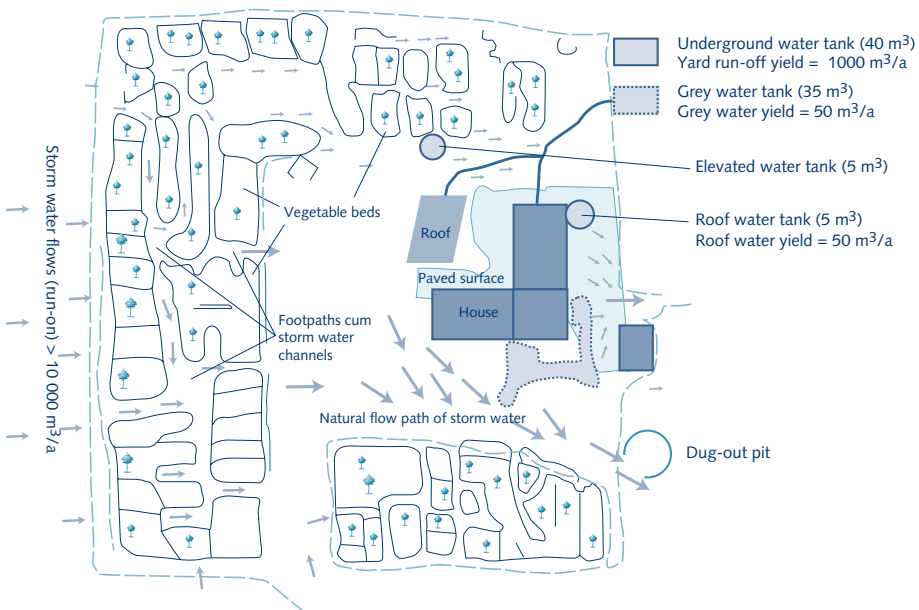 Underground water tank (40 m³)
Yard run-off yield = 1000 m³/a
Grey water tank (35 m³)
Grey water yield = 50 m³/a
Elevated water tank (5 m³)
Storm water flows (run-on) > 10 000 m³/a
Vegetable beds
Roof
Roof water tank (5 m³)
Roof water yield = 50 m³/a
Paved surface
House
Footpaths cum
storm water
channels
Natural flow path of storm water
Dug-out pit